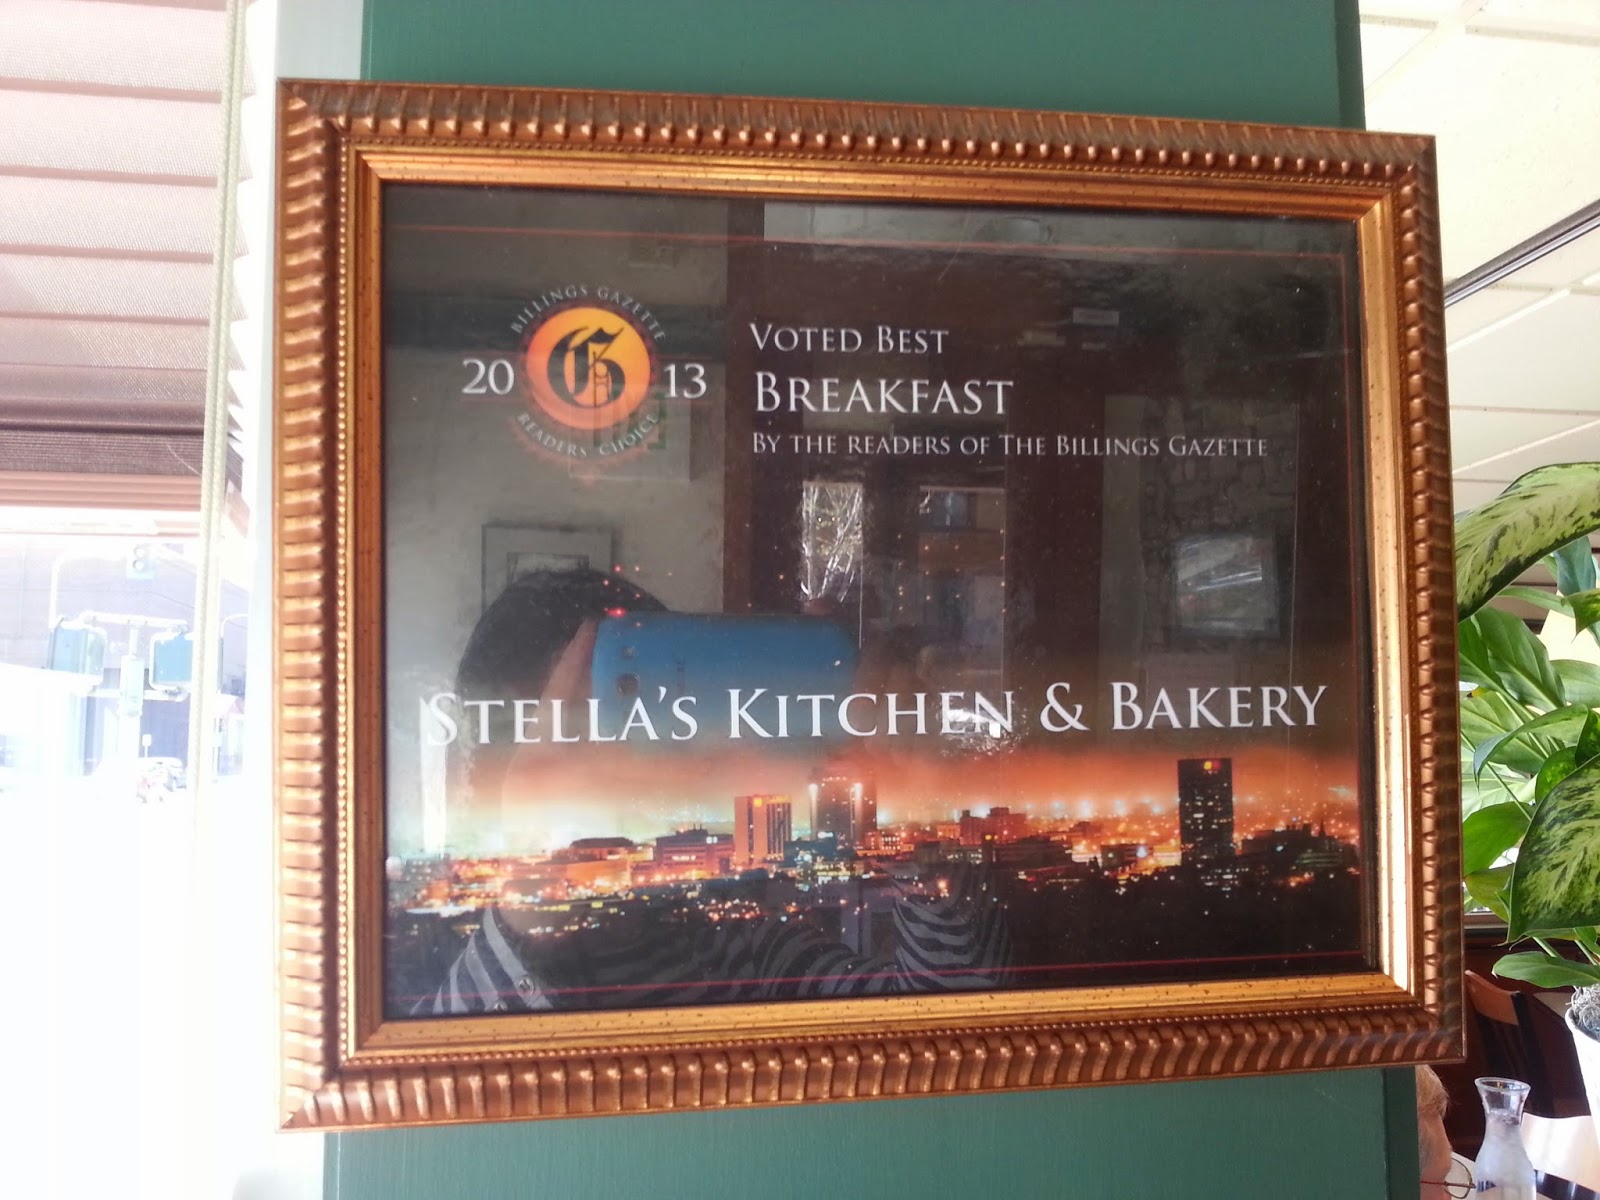 BILLINGS GAZETTE
20 G 13
READERS' CHOICE
VOTED BEST
BREAKFAST
BY THE READERS OF THE BILLINGS GAZETTE
STELLA'S KITCHEN & BAKERY